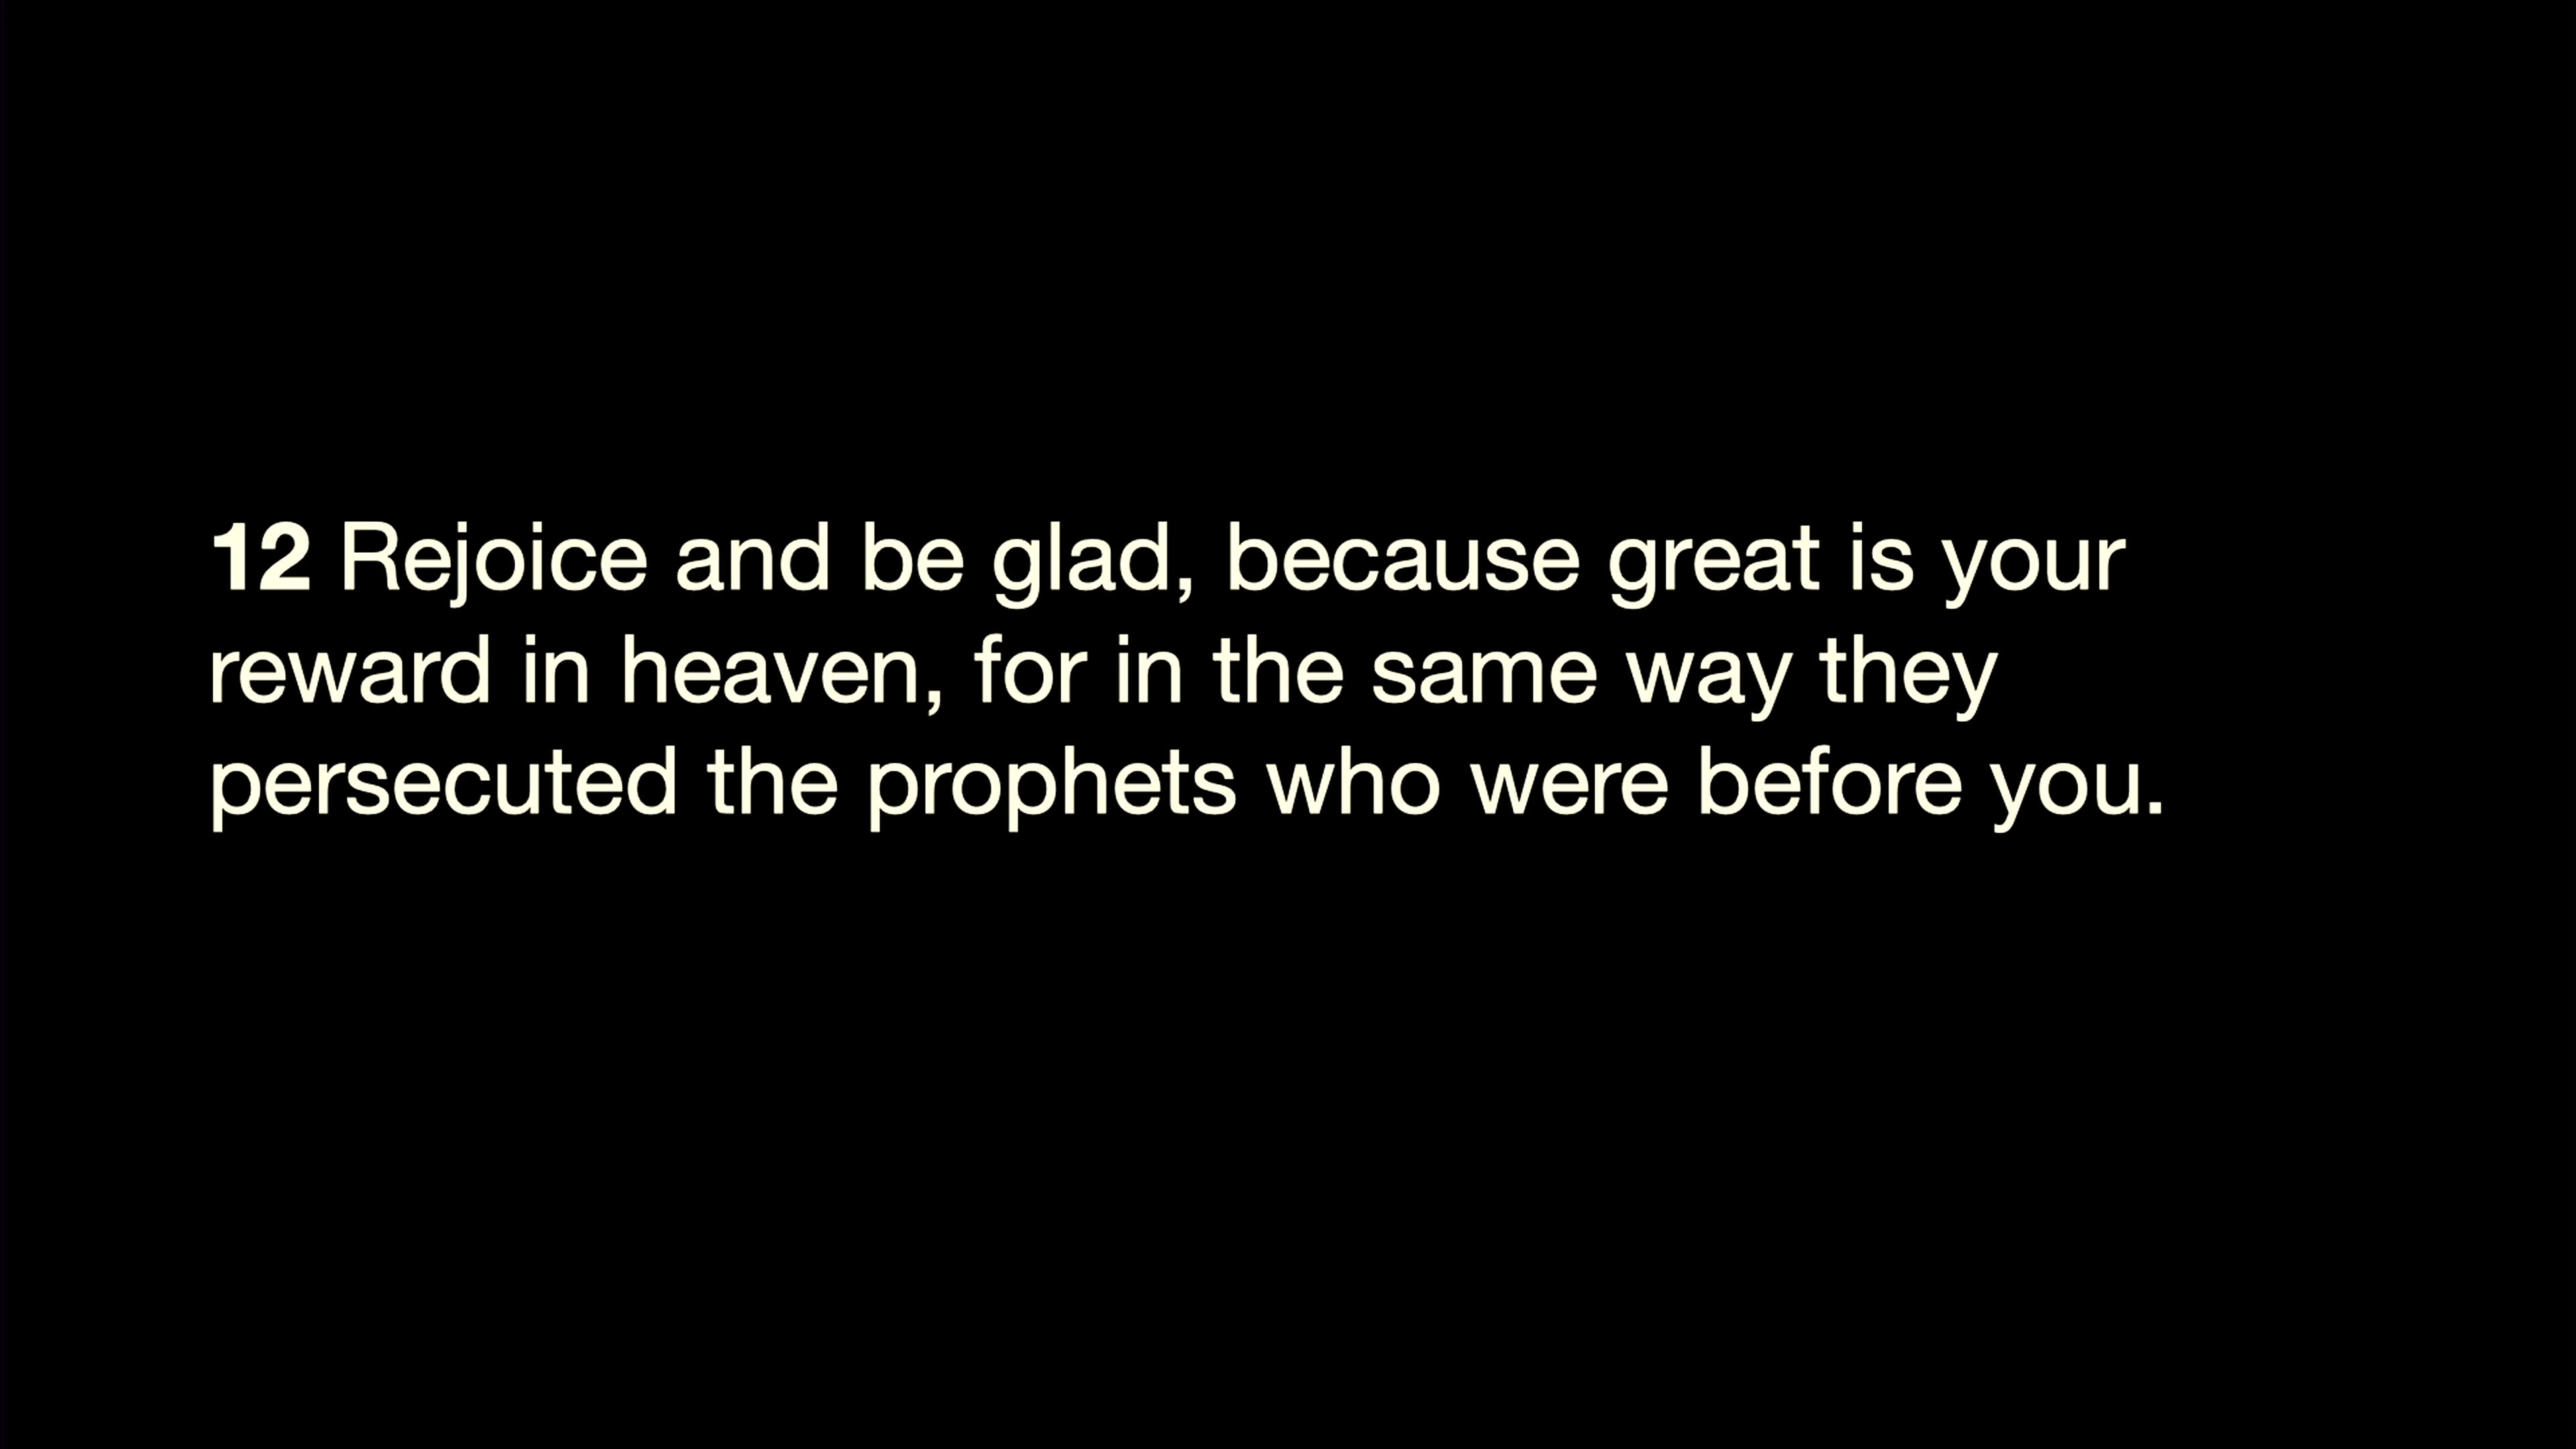 12 Rejoice and be glad, because great is your
reward in heaven, for in the same way they
persecuted the prophets who were before you.